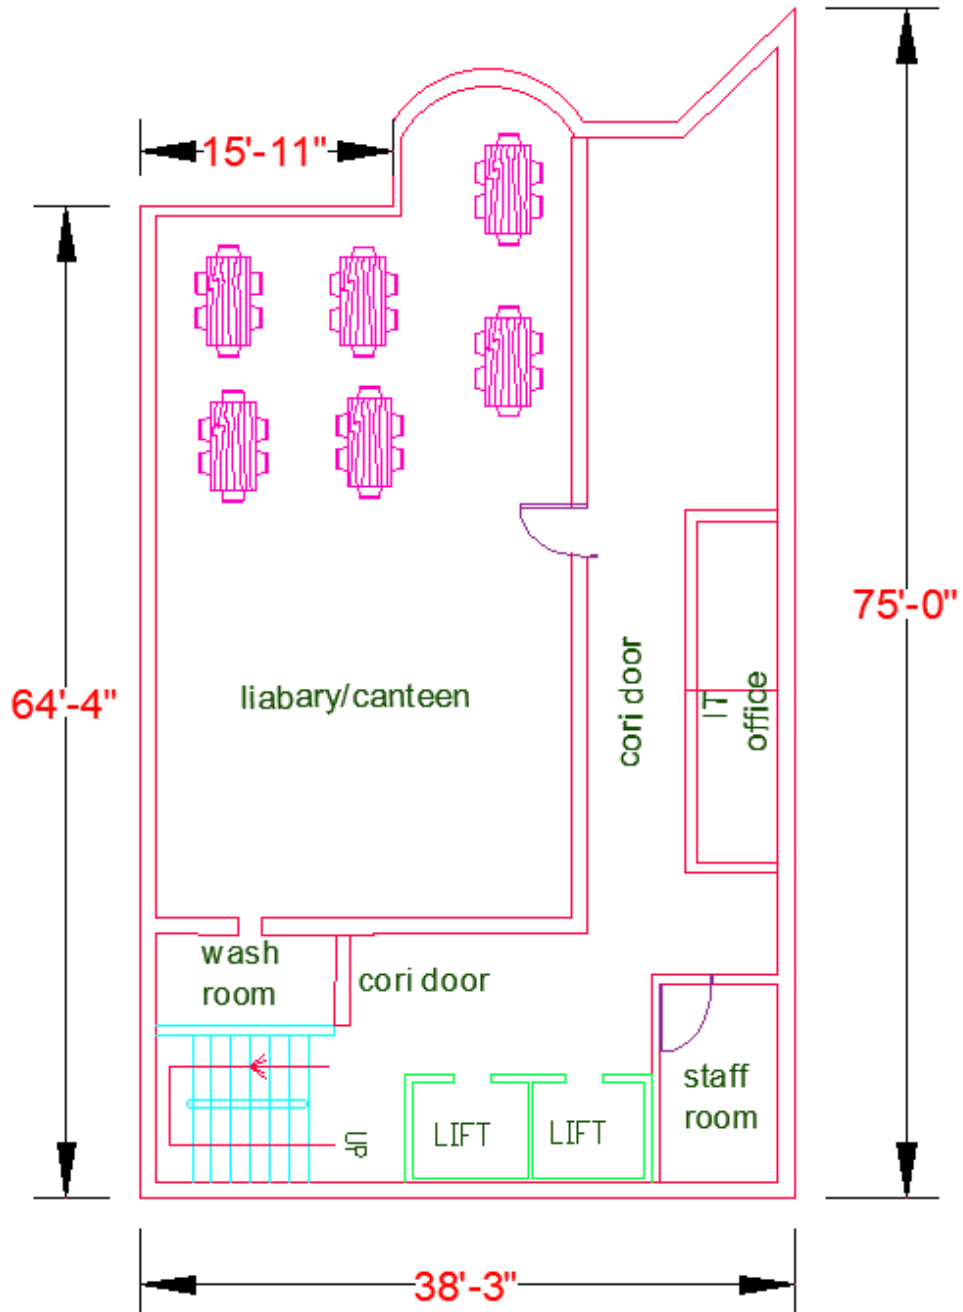 15'-11"
75'-0"
64'-4"
liabary/canteen
cori door
IT
office
wash
room
cori door
staff
room
LIFT
LIFT
UP
38'-3"